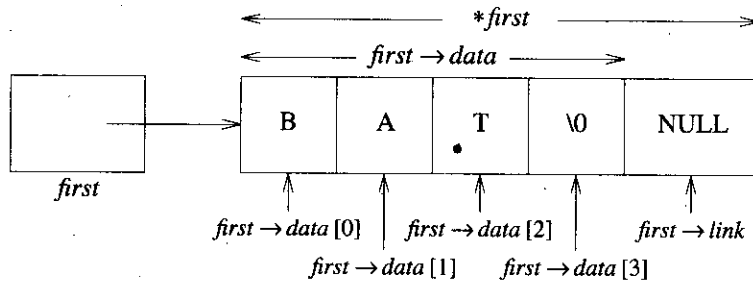 *first
first → data
B A T \0 NULL
first
first → data [0] first → data [2] first → link
first → data [1] first → data [3]